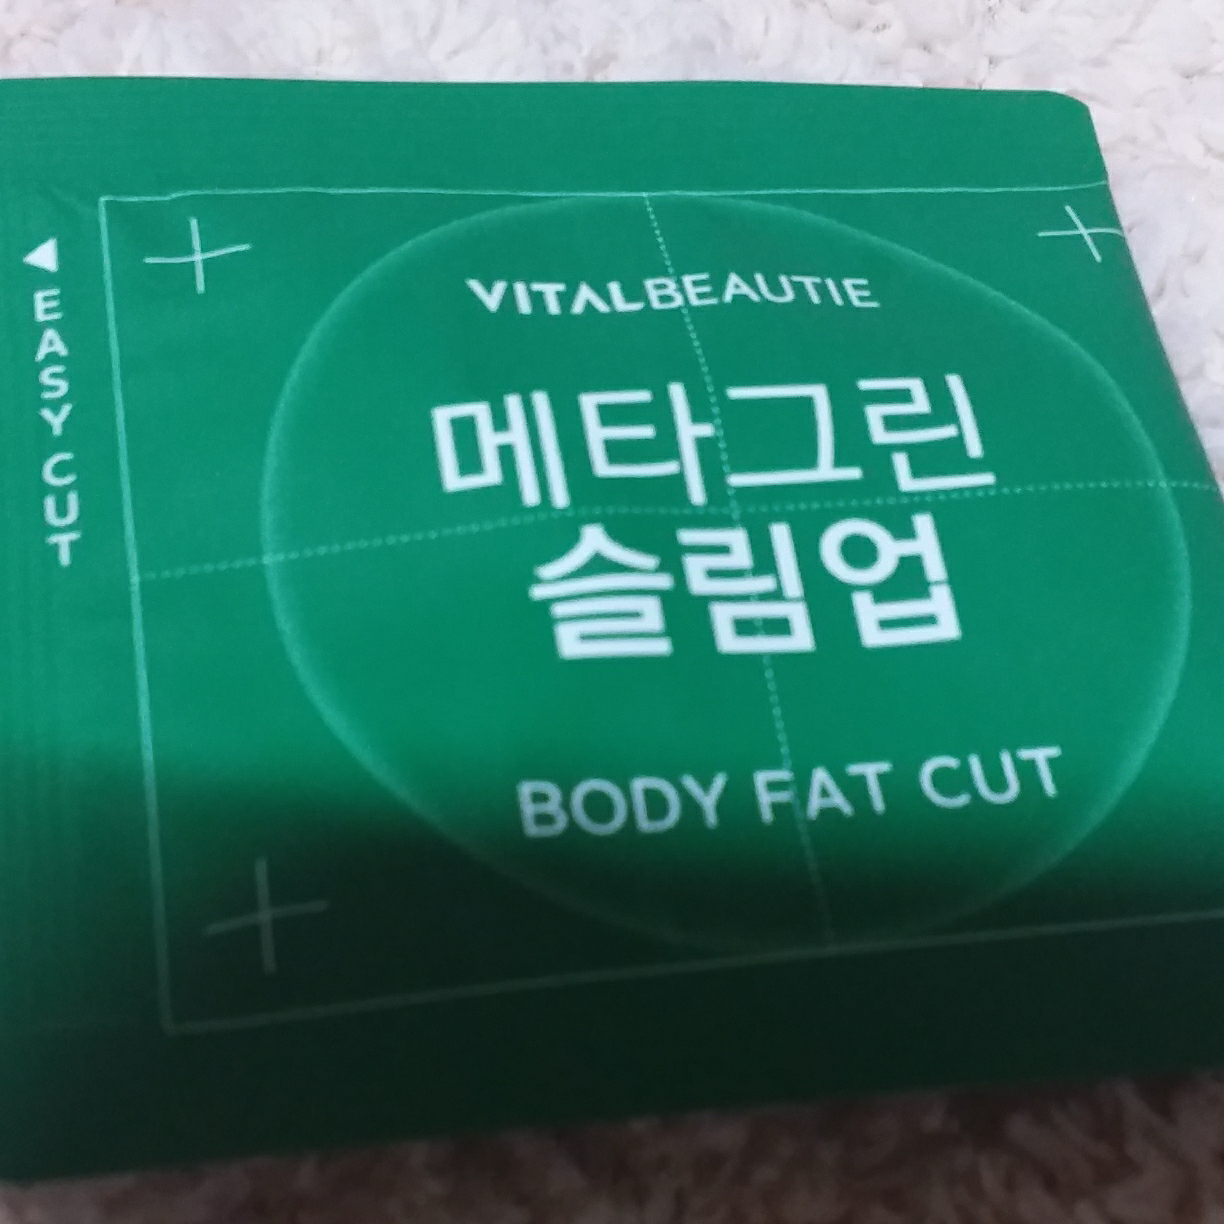 EASY CUT
VITALBEAUTIE
메타그린
슬림업
BODY FAT CUT